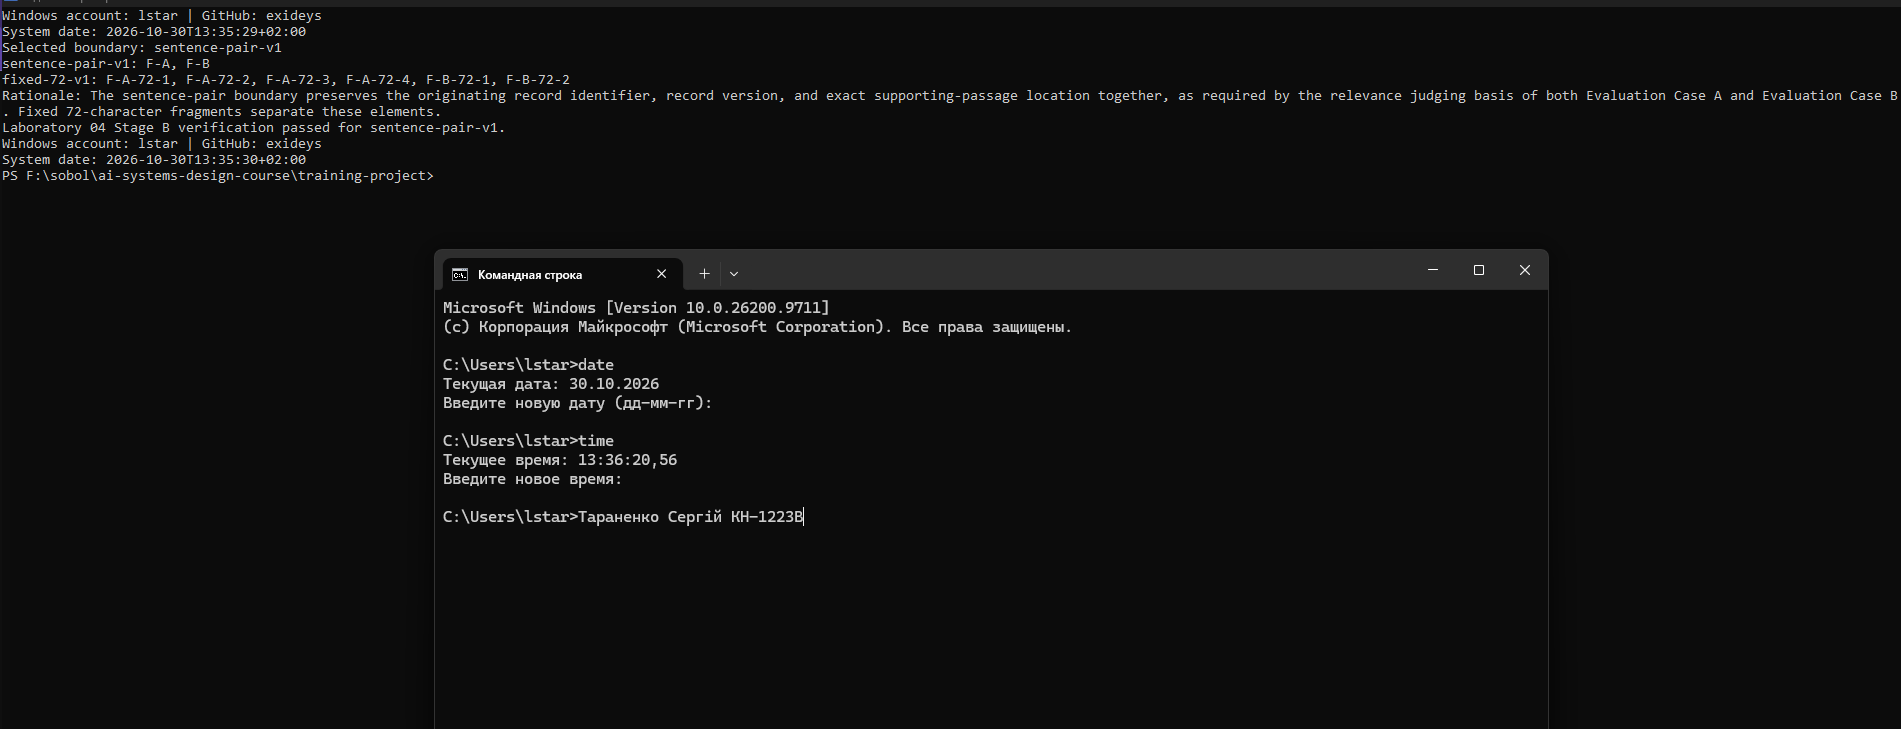 Windows account: lstar | GitHub: exideys
System date: 2026-10-30T13:35:29+02:00
Selected boundary: sentence-pair-v1
sentence-pair-v1: F-A, F-B
fixed-72-v1: F-A-72-1, F-A-72-2, F-A-72-3, F-A-72-4, F-B-72-1, F-B-72-2
Rationale: The sentence-pair boundary preserves the originating record identifier, record version, and exact supporting-passage location together, as required by the relevance judging basis of both Evaluation Case A and Evaluation Case B
. Fixed 72-character fragments separate these elements.
Laboratory 04 Stage B verification passed for sentence-pair-v1.
Windows account: lstar | GitHub: exideys
System date: 2026-10-30T13:35:30+02:00
PS F:\sobol\ai-systems-design-course\training-project>
Командная строка
Microsoft Windows [Version 10.0.26200.9711]
(c) Корпорация Майкрософт (Microsoft Corporation). Все права защищены.
C:\Users\lstar>date
Текущая дата: 30.10.2026
Введите новую дату (дд-мм-гг):
C:\Users\lstar>time
Текущее время: 13:36:20,56
Введите новое время:
C:\Users\lstar>Тараненко Сергій КН-1223В